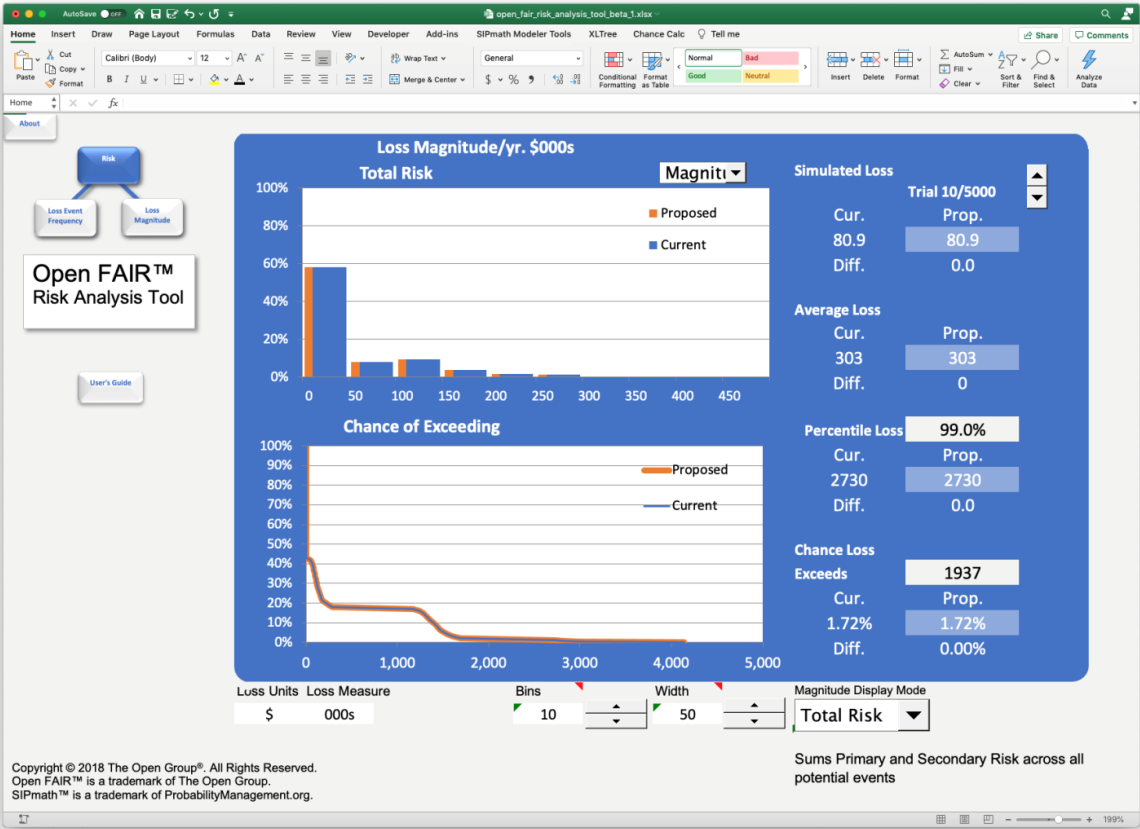 AutoSave OFF
open_fair_risk_analysis_tool_beta_1.xlsx
Home Insert Draw Page Layout Formulas Data Review View Developer Add-ins SIPmath Modeler Tools XLTree Chance Calc Tell me Share Comments
Paste
Cut
Copy
Format
Calibri (Body) 12
B I U
Wrap Text
Merge & Center
General
$ %
Conditional Formatting
Format as Table
Normal Bad
Good Neutral
Insert Delete Format
AutoSum
Fill
Clear
Sort & Filter
Find & Select
Analyze Data
Home fx
About
Risk
Loss Event Frequency
Loss Magnitude
Open FAIR™
Risk Analysis Tool
User's Guide
Loss Magnitude/yr. $000s
Total Risk
Magnitu
100%
80%
60%
40%
20%
0%
Proposed
Current
0 50 100 150 200 250 300 350 400 450
Chance of Exceeding
100%
90%
80%
70%
60%
50%
40%
30%
20%
10%
0%
Proposed
Current
0 1,000 2,000 3,000 4,000 5,000
Simulated Loss
Trial 10/5000
Cur. Prop.
80.9 80.9
Diff. 0.0
Average Loss
Cur. Prop.
303 303
Diff. 0
Percentile Loss 99.0%
Cur. Prop.
2730 2730
Diff. 0.0
Chance Loss
Exceeds 1937
Cur. Prop.
1.72% 1.72%
Diff. 0.00%
Loss Units Loss Measure Bins Width Magnitude Display Mode
$ 000s 10 50 Total Risk
Sums Primary and Secondary Risk across all
potential events
Copyright © 2018 The Open Group®. All Rights Reserved.
Open FAIR™ is a trademark of The Open Group.
SIPmath™ is a trademark of ProbabilityManagement.org.
199%